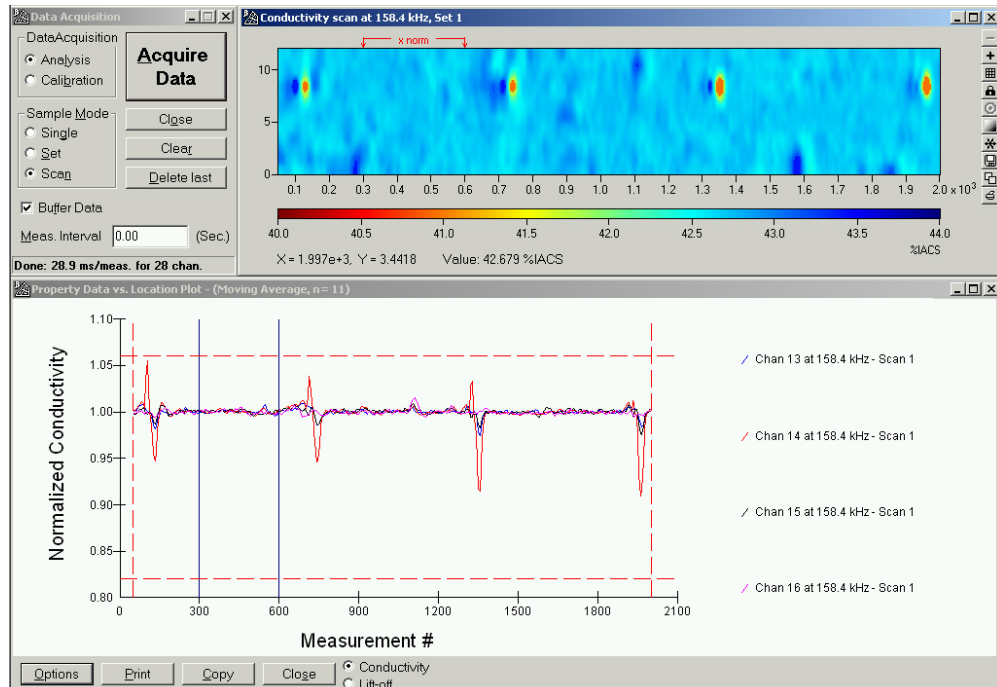 Data Acquisition
DataAcquisition
Analysis
Calibration
Acquire
Data
Sample Mode
Single
Set
Scan
Close
Clear
Delete last
Buffer Data
Meas. Interval 0.00 (Sec.)
Done: 28.9 ms/meas. for 28 chan.
Conductivity scan at 158.4 kHz, Set 1
x norm
10
5
0
0.1 0.2 0.3 0.4 0.5 0.6 0.7 0.8 0.9 1.0 1.1 1.2 1.3 1.4 1.5 1.6 1.7 1.8 1.9 2.0 x 10³
40.0 40.5 41.0 41.5 42.0 42.5 43.0 43.5 44.0
%IACS
X = 1.997e+3, Y = 3.4418 Value: 42.679 %IACS
Property Data vs. Location Plot - (Moving Average, n= 11)
Normalized Conductivity
1.10
1.05
1.00
0.95
0.90
0.85
0.80
0 300 600 900 1200 1500 1800 2100
Measurement #
Chan 13 at 158.4 kHz - Scan 1
Chan 14 at 158.4 kHz - Scan 1
Chan 15 at 158.4 kHz - Scan 1
Chan 16 at 158.4 kHz - Scan 1
Options Print Copy Close
Conductivity
Lift-off